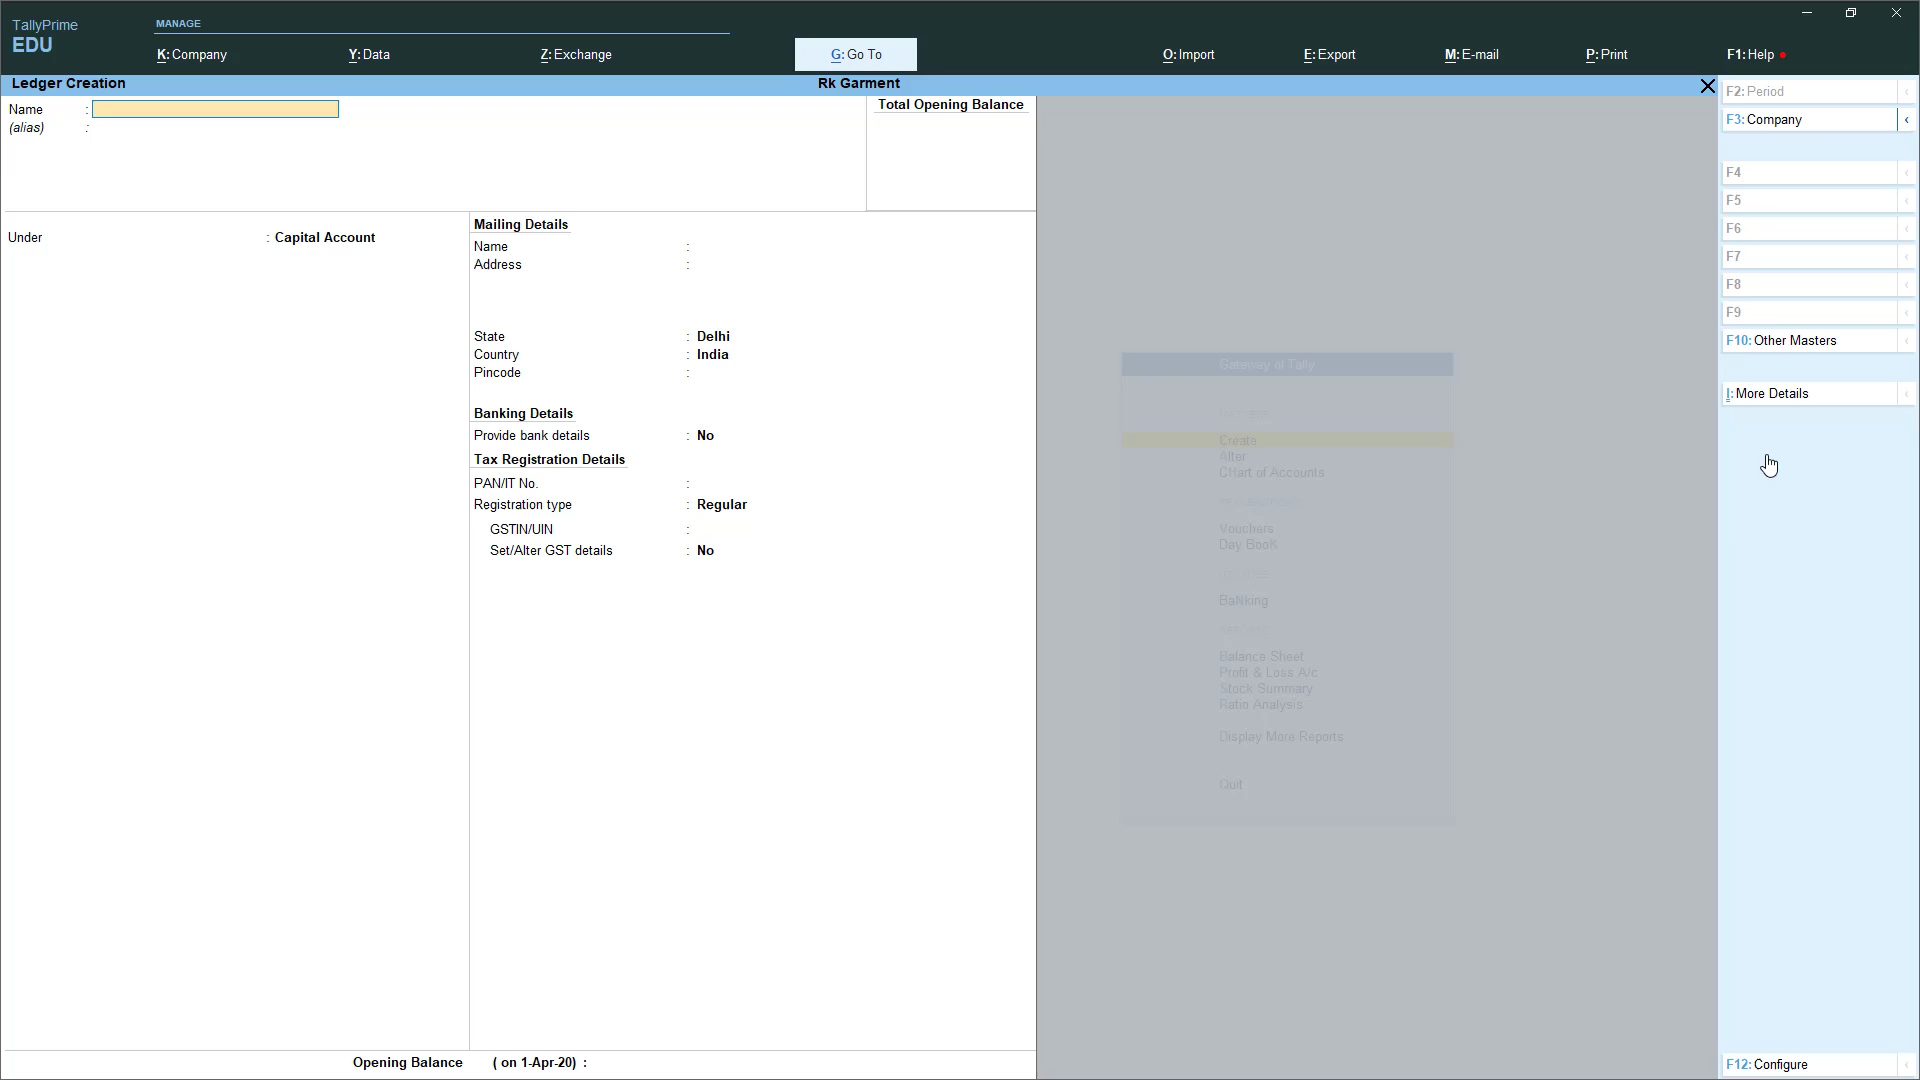 TallyPrime
EDU
MANAGE
K: Company
Y: Data
Z: Exchange
G: Go To
O: Import
E: Export
M: E-mail
P: Print
F1: Help
Ledger Creation
Rk Garment
Name :
(alias) :
Total Opening Balance
Under : Capital Account
Mailing Details
Name :
Address :
State : Delhi
Country : India
Pincode :
Banking Details
Provide bank details : No
Tax Registration Details
PAN/IT No. :
Registration type : Regular
GSTIN/UIN :
Set/Alter GST details : No
Opening Balance ( on 1-Apr-20) :
Gateway of Tally
Create
Alter
CHart of Accounts
Vouchers
Day BooK
BaNking
Balance Sheet
Profit & Loss A/c
Stock Summary
Ratio Analysis
Display More Reports
Quit
F2: Period
F3: Company
F4
F5
F6
F7
F8
F9
F10: Other Masters
I: More Details
F12: Configure